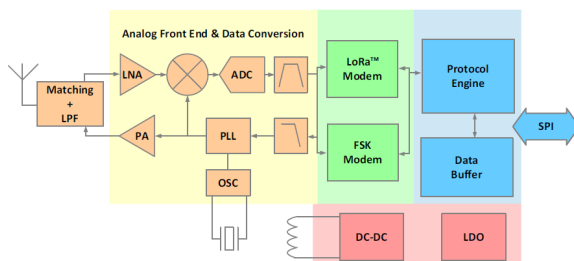 Analog Front End & Data Conversion
LNA
ADC
LoRa™
Modem
Protocol
Engine
Matching
+
LPF
SPI
PA
PLL
FSK
Modem
Data
Buffer
OSC
DC-DC
LDO